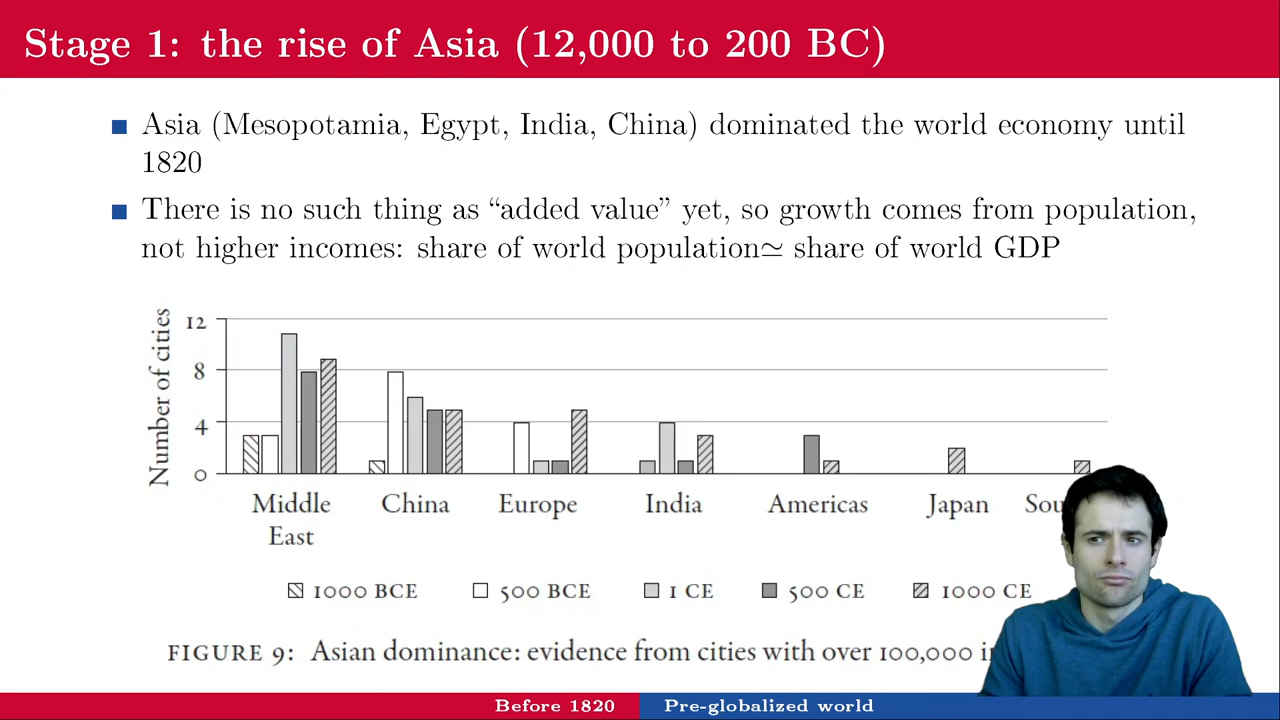 Stage 1: the rise of Asia (12,000 to 200 BC)
Asia (Mesopotamia, Egypt, India, China) dominated the world economy until
1820
There is no such thing as “added value” yet, so growth comes from population,
not higher incomes: share of world population≃ share of world GDP
Number of cities
12
8
4
0
Middle East
China
Europe
India
Americas
Japan
1000 BCE
500 BCE
1 CE
500 CE
1000 CE
FIGURE 9: Asian dominance: evidence from cities with over 100,000
Before 1820
Pre-globalized world